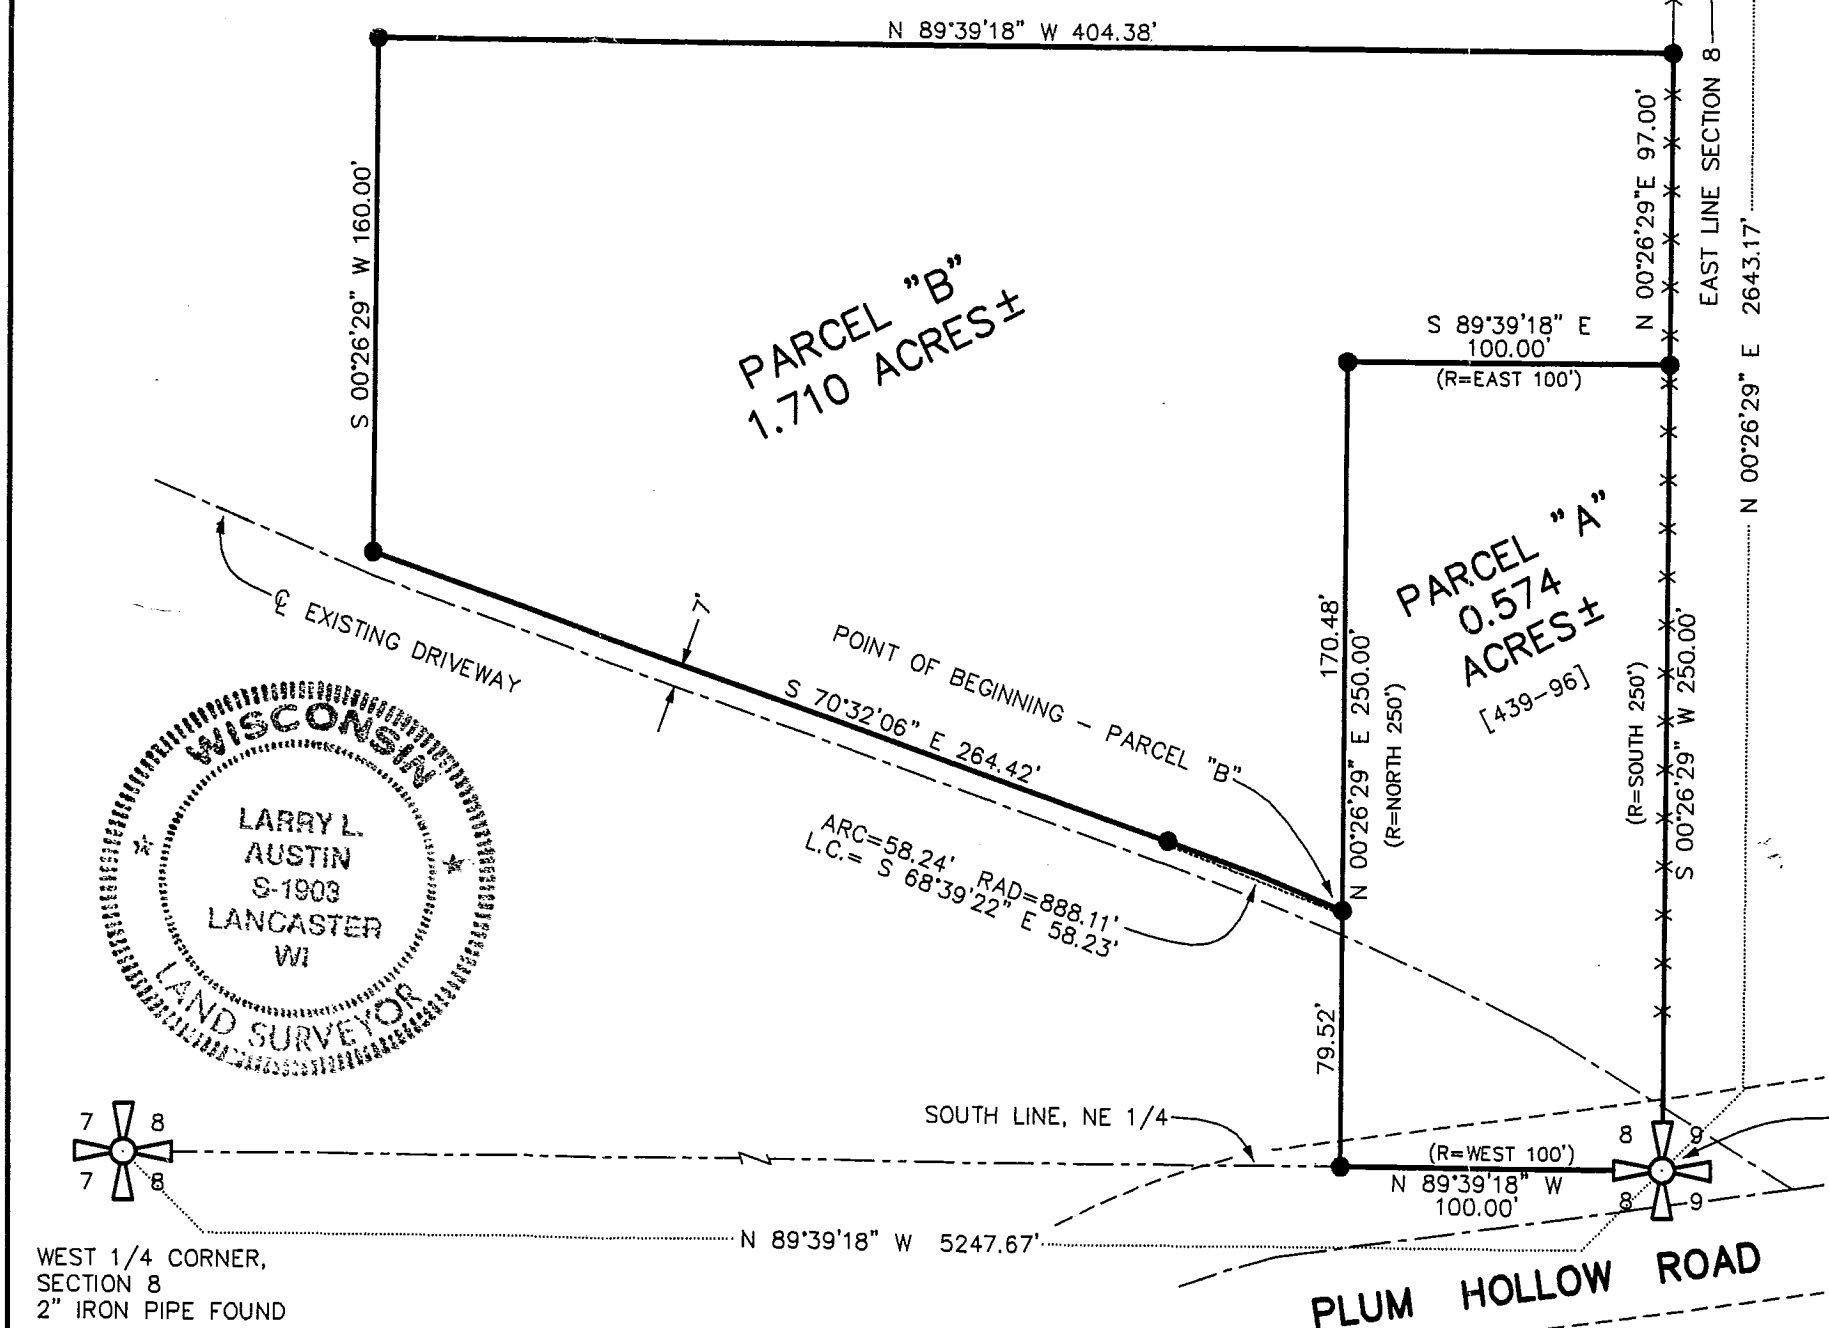 N 89°39'18" W 404.38'
S 00°26'29" W 160.00'
N 00°26'29"E 97.00'
EAST LINE SECTION 8
N 00°26'29" E 2643.17'
PARCEL "B"
1.710 ACRES±
S 89°39'18" E
100.00'
(R=EAST 100')
PARCEL "A"
0.574
ACRES±
[439-96]
170.48'
N 00°26'29" E 250.00'
(R=NORTH 250')
(R=SOUTH 250')
S 00°26'29" W 250.00'
℄ EXISTING DRIVEWAY
7'
POINT OF BEGINNING - PARCEL "B"
S 70°32'06" E 264.42'
ARC=58.24' RAD=888.11'
L.C.= S 68°39'22" E 58.23'
WISCONSIN
LARRY L.
AUSTIN
S-1903
LANCASTER
WI
LAND SURVEYOR
79.52'
SOUTH LINE, NE 1/4
7 8
7 8
8 9
8 9
(R=WEST 100')
N 89°39'18" W
100.00'
N 89°39'18" W 5247.67'
WEST 1/4 CORNER,
SECTION 8
2" IRON PIPE FOUND
PLUM HOLLOW ROAD